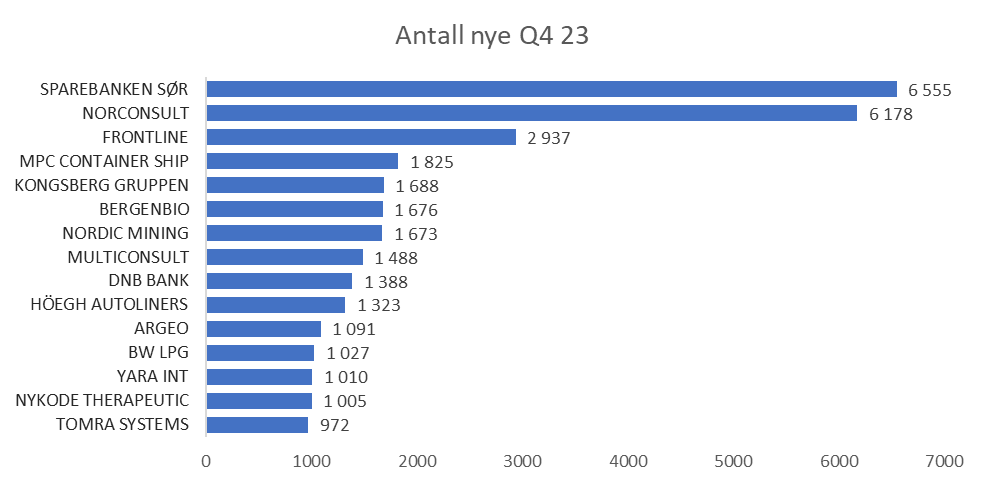 Antall nye Q4 23
SPAREBANKEN SØR 6 555
NORCONSULT 6 178
FRONTLINE 2 937
MPC CONTAINER SHIP 1 825
KONGSBERG GRUPPEN 1 688
BERGENBIO 1 676
NORDIC MINING 1 673
MULTICONSULT 1 488
DNB BANK 1 388
HÖEGH AUTOLINERS 1 323
ARGEO 1 091
BW LPG 1 027
YARA INT 1 010
NYKODE THERAPEUTIC 1 005
TOMRA SYSTEMS 972
0 1000 2000 3000 4000 5000 6000 7000